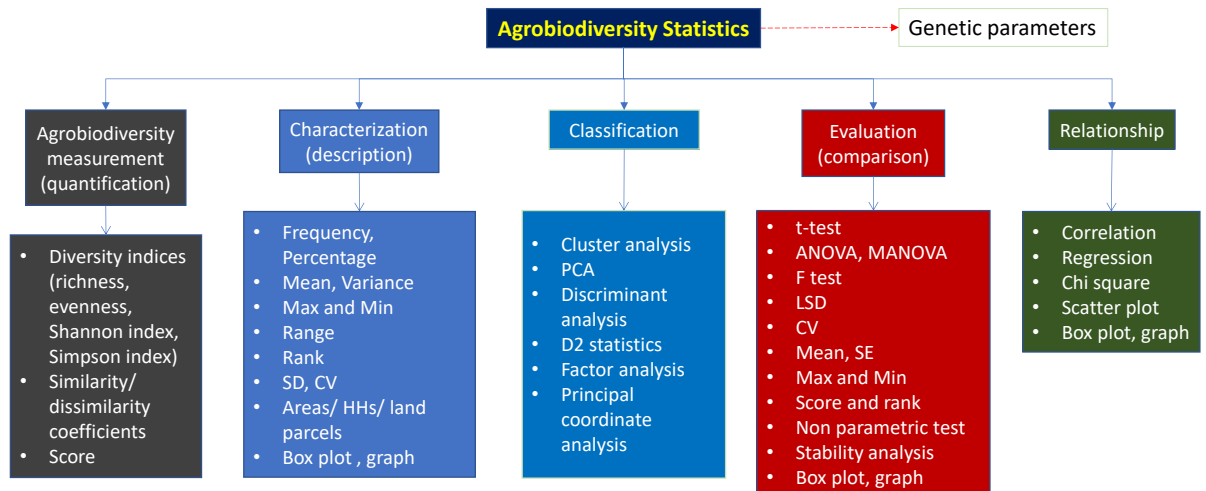 Agrobiodiversity Statistics
Genetic parameters
Agrobiodiversity
measurement
(quantification)
Characterization
(description)
Classification
Evaluation
(comparison)
Relationship
• Diversity indices
(richness,
evenness,
Shannon index,
Simpson index)
• Similarity/
dissimilarity
coefficients
• Score
• Frequency,
Percentage
• Mean, Variance
• Max and Min
• Range
• Rank
• SD, CV
• Areas/ HHs/ land
parcels
• Box plot , graph
• Cluster analysis
• PCA
• Discriminant
analysis
• D2 statistics
• Factor analysis
• Principal
coordinate
analysis
• t-test
• ANOVA, MANOVA
• F test
• LSD
• CV
• Mean, SE
• Max and Min
• Score and rank
• Non parametric test
• Stability analysis
• Box plot, graph
• Correlation
• Regression
• Chi square
• Scatter plot
• Box plot, graph